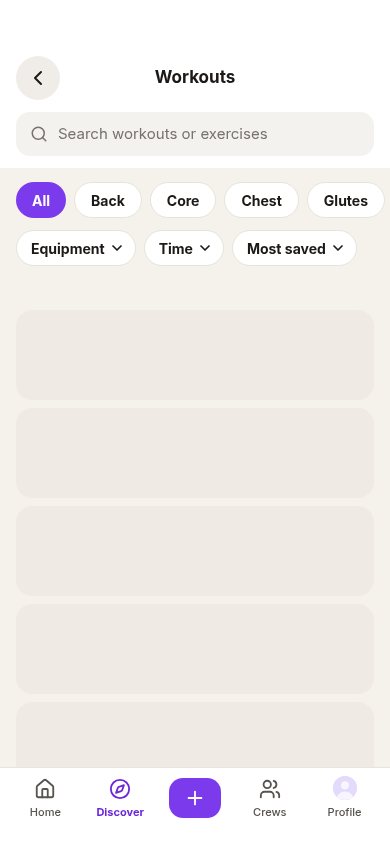 Workouts
Search workouts or exercises
All Back Core Chest Glutes
Equipment Time Most saved
Home Discover Crews Profile